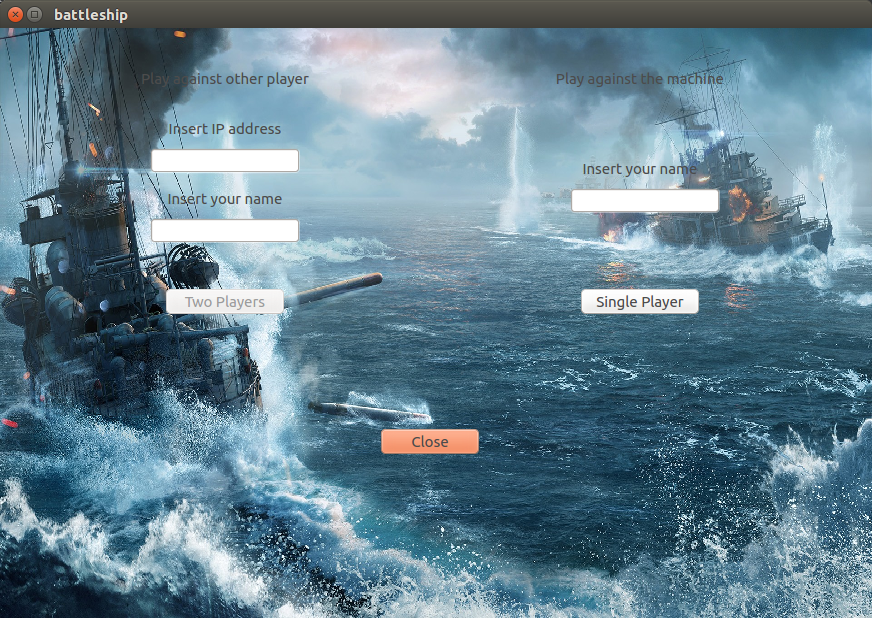 battleship
Play against other player
Insert IP address
Insert your name
Two Players
Play against the machine
Insert your name
Single Player
Close